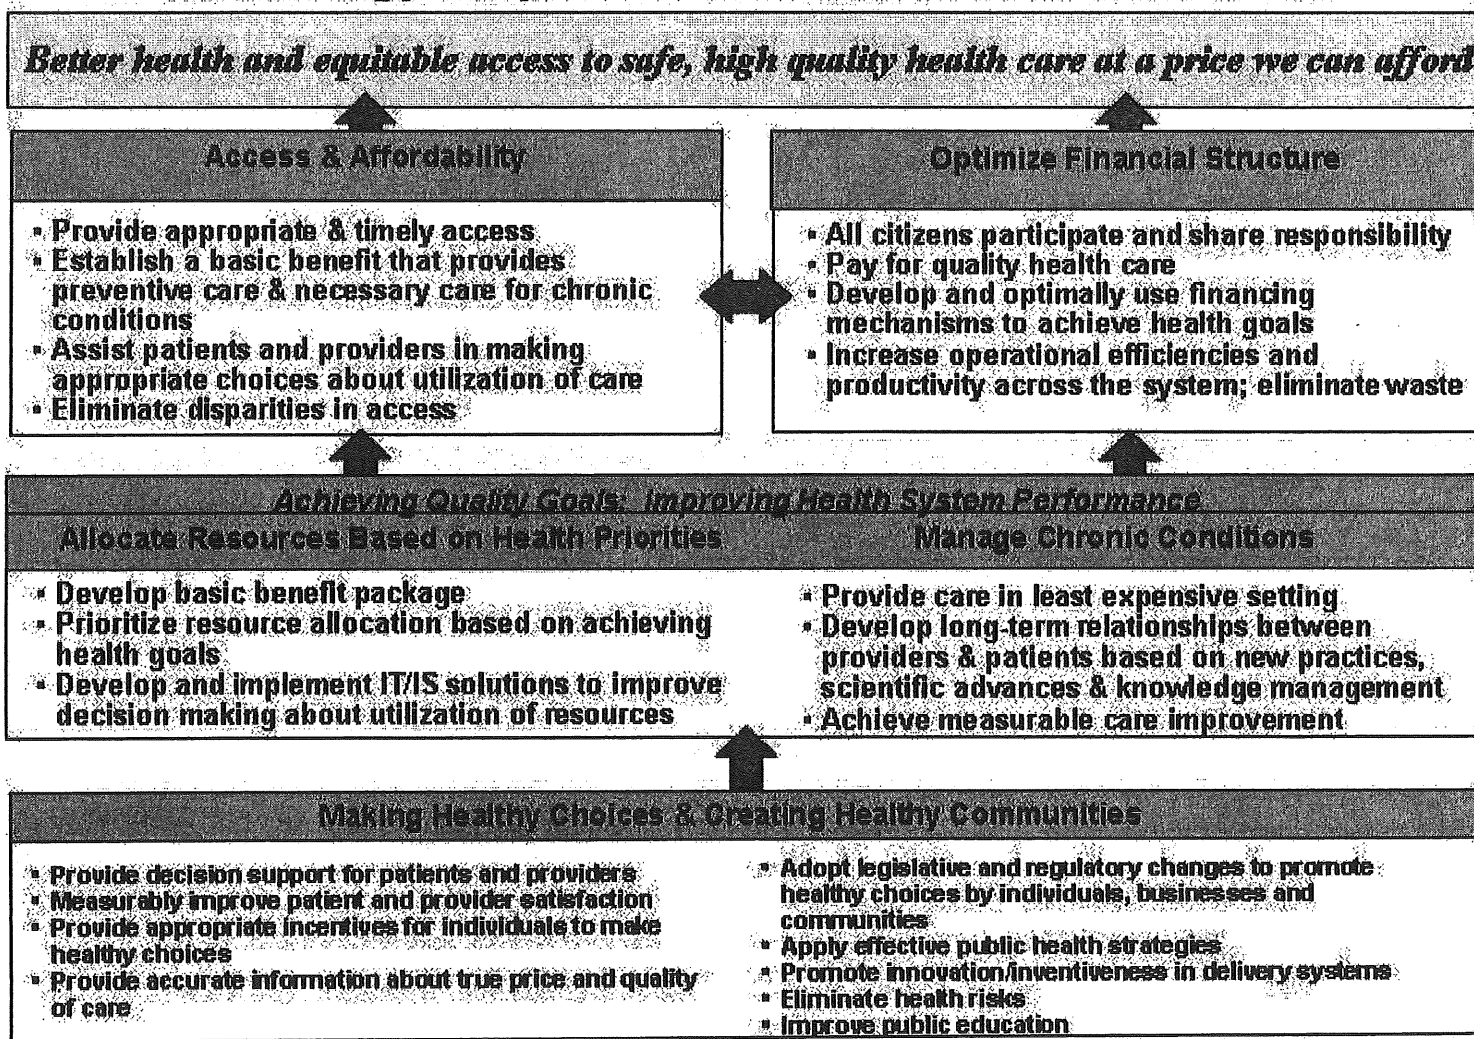 Better health and equitable access to safe, high quality health care at a price we can afford
Access & Affordability
▪ Provide appropriate & timely access
▪ Establish a basic benefit that provides
preventive care & necessary care for chronic
conditions
▪ Assist patients and providers in making
appropriate choices about utilization of care
▪ Eliminate disparities in access
Optimize Financial Structure
▪ All citizens participate and share responsibility
▪ Pay for quality health care
▪ Develop and optimally use financing
mechanisms to achieve health goals
▪ Increase operational efficiencies and
productivity across the system; eliminate waste
Achieving Quality Goals: Improving Health System Performance
Allocate Resources Based on Health Priorities
▪ Develop basic benefit package
▪ Prioritize resource allocation based on achieving
health goals
▪ Develop and implement IT/IS solutions to improve
decision making about utilization of resources
Manage Chronic Conditions
▪ Provide care in least expensive setting
▪ Develop long-term relationships between
providers & patients based on new practices,
scientific advances & knowledge management
▪ Achieve measurable care improvement
Making Healthy Choices & Creating Healthy Communities
▪ Provide decision support for patients and providers
▪ Measurably improve patient and provider satisfaction
▪ Provide appropriate incentives for individuals to make
healthy choices
▪ Provide accurate information about true price and quality
of care
▪ Adopt legislative and regulatory changes to promote
healthy choices by individuals, businesses and
communities
▪ Apply effective public health strategies
▪ Promote innovation/inventiveness in delivery systems
▪ Eliminate health risks
▪ Improve public education